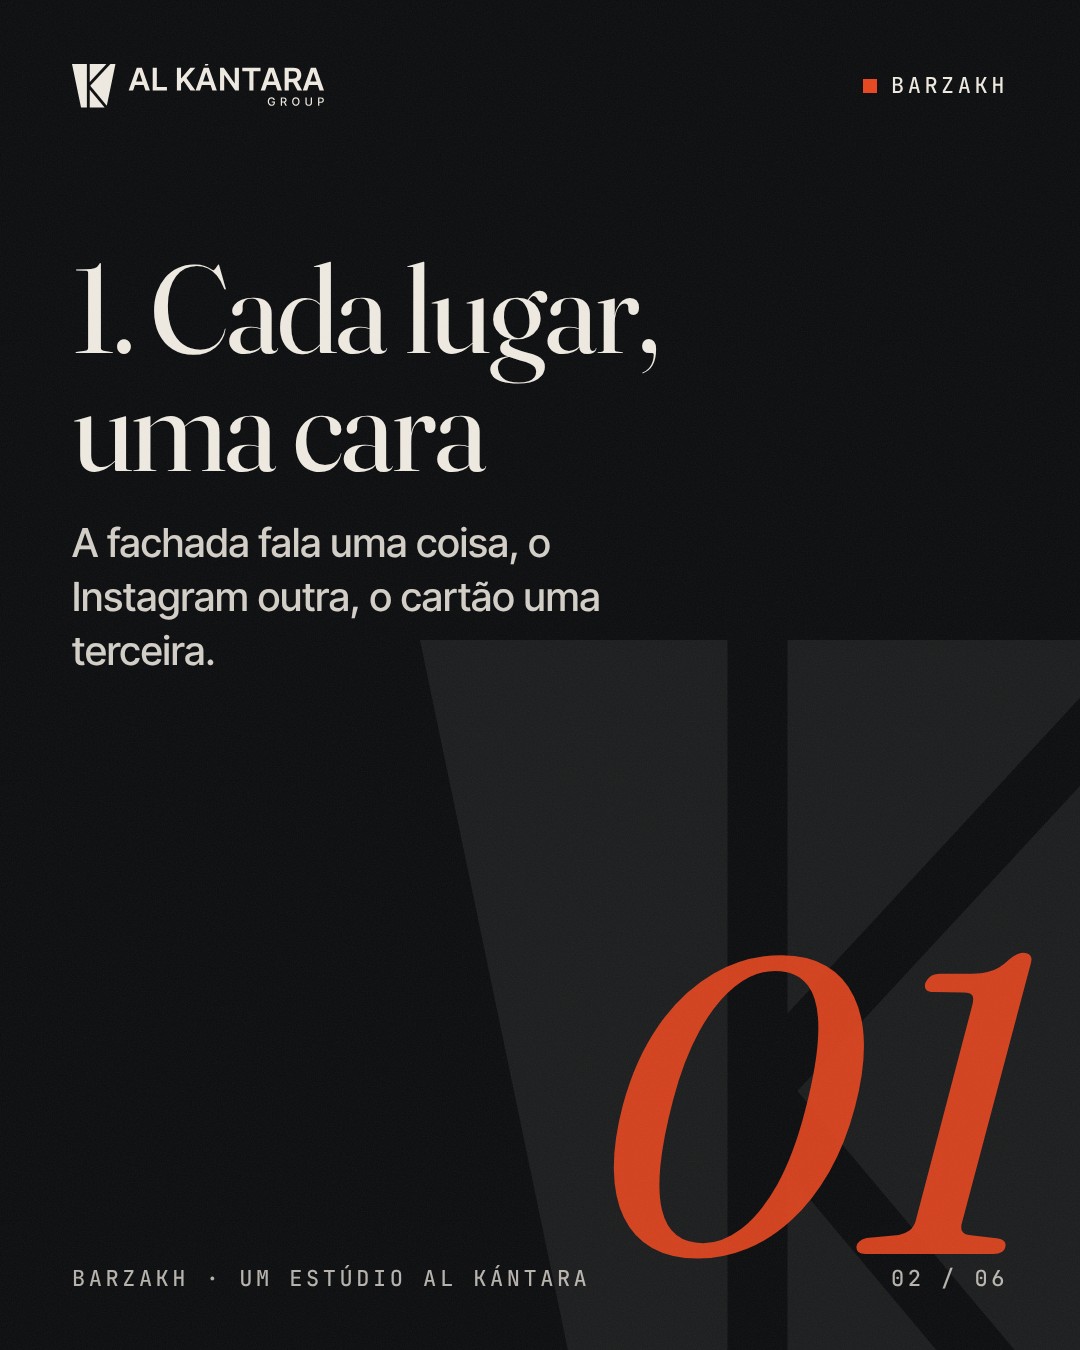 AL KÁNTARA
GROUP
BARZAKH
1. Cada lugar,
uma cara
A fachada fala uma coisa, o
Instagram outra, o cartão uma
terceira.
01
BARZAKH · UM ESTÚDIO AL KÁNTARA
02 / 06